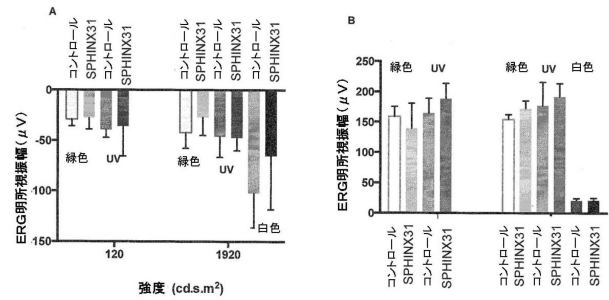 A
コントロール
SPHINX31
コントロール
SPHINX31
コントロール
SPHINX31
コントロール
SPHINX31
コントロール
SPHINX31
ERG明所視振幅(μV)
0
-50
-100
-150
緑色
UV
緑色
UV
白色
120
1920
強度 (cd.s.m²)
B
ERG明所視振幅(μV)
250
200
150
100
50
0
緑色
UV
緑色
UV
白色
コントロール
SPHINX31
コントロール
SPHINX31
コントロール
SPHINX31
コントロール
SPHINX31
コントロール
SPHINX31